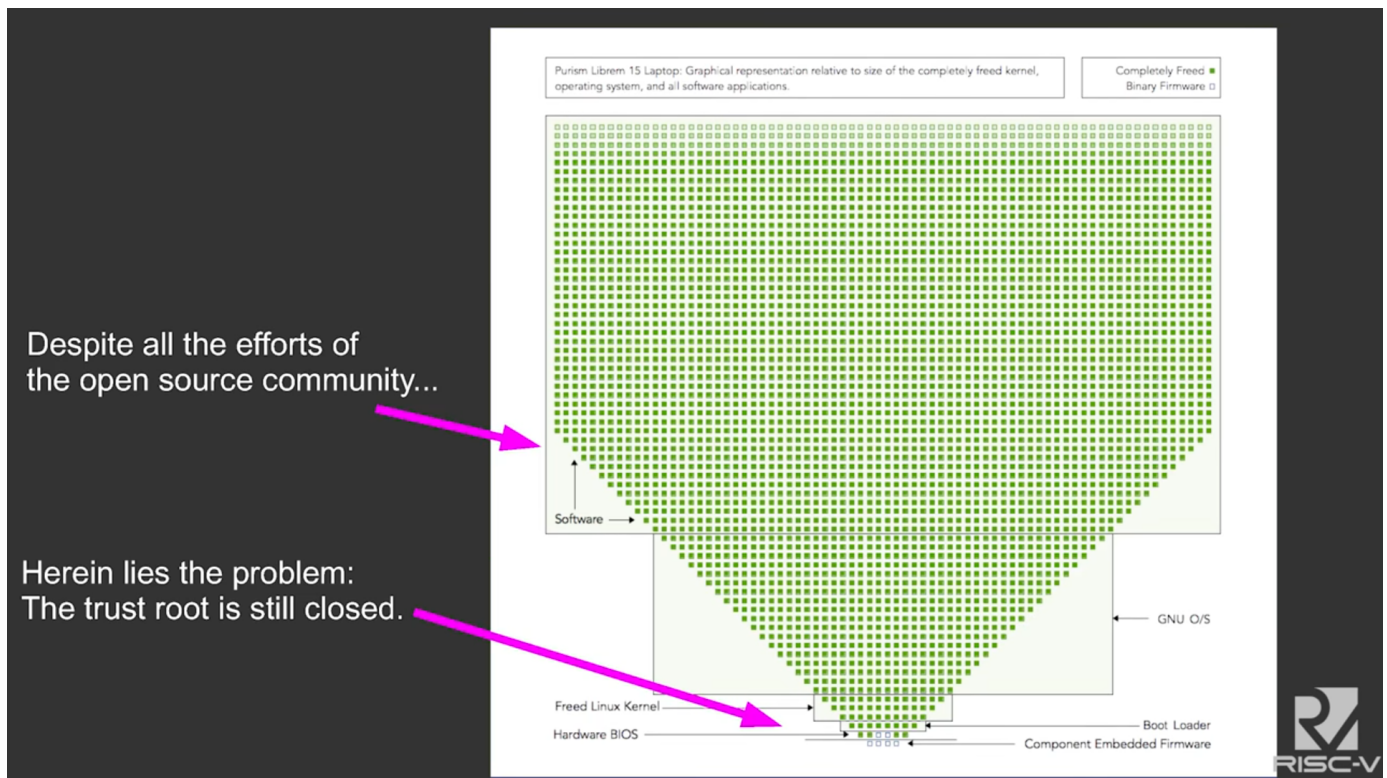 Purism Librem 15 Laptop: Graphical representation relative to size of the completely freed kernel,
operating system, and all software applications.
Completely Freed
Binary Firmware
Despite all the efforts of
the open source community...
Software
Herein lies the problem:
The trust root is still closed.
GNU O/S
Freed Linux Kernel
Boot Loader
Hardware BIOS
Component Embedded Firmware
RISC-V